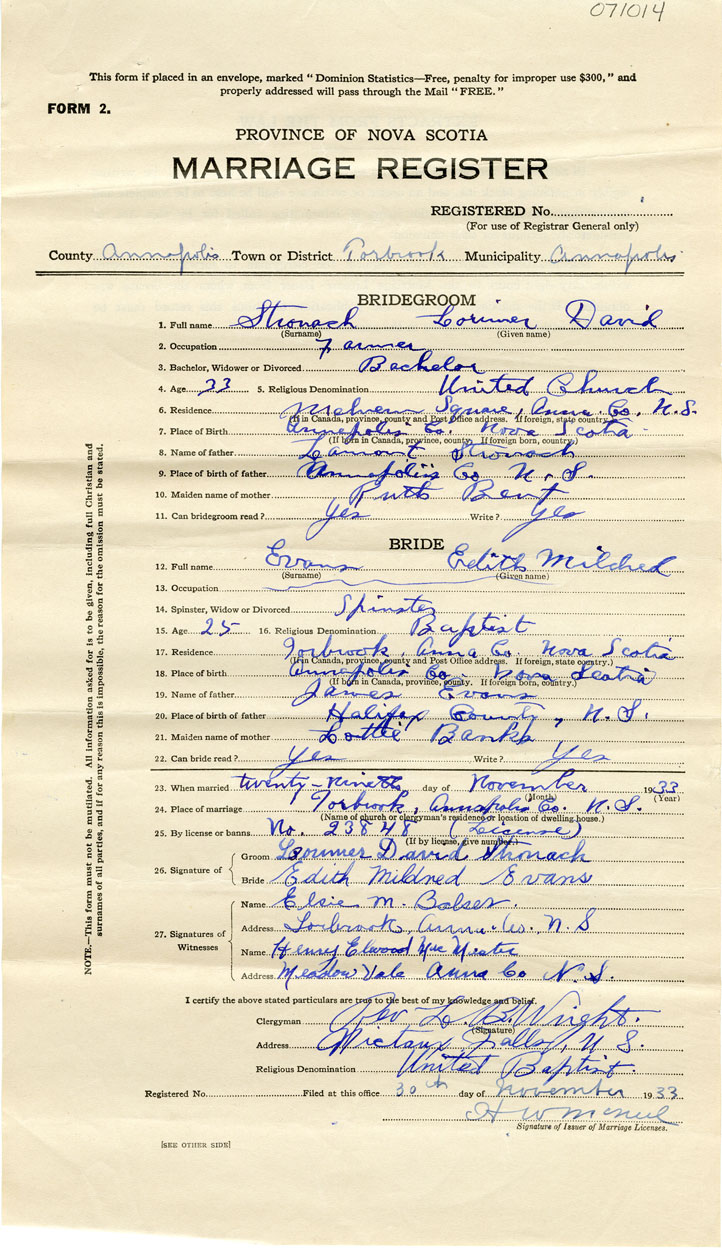 071014
This form if placed in an envelope, marked "Dominion Statistics—Free, penalty for improper use $300," and
properly addressed will pass through the Mail "FREE."
FORM 2.
PROVINCE OF NOVA SCOTIA
MARRIAGE REGISTER
REGISTERED No.
(For use of Registrar General only)
County Annapolis Town or District Torbrook Municipality Annapolis
BRIDEGROOM
1. Full name Stronach Lorimer David
(Surname) (Given name)
2. Occupation Farmer
3. Bachelor, Widower or Divorced Bachelor
4. Age 33 5. Religious Denomination United Church
6. Residence Melvern Square, Anna. Co. N.S.
(If in Canada, province, county and Post Office address. If foreign, state country.)
7. Place of Birth Annapolis Co. Nova Scotia
(If born in Canada, province, county. If foreign born, country.)
8. Name of father Lamont Stronach
9. Place of birth of father Annapolis Co N.S.
10. Maiden name of mother Ruth Bent
11. Can bridegroom read? Yes Write? Yes
BRIDE
12. Full name Evans Edith Mildred
(Surname) (Given name)
13. Occupation
14. Spinster, Widow or Divorced Spinster
15. Age 25 16. Religious Denomination Baptist
17. Residence Torbrook, Anna Co. Nova Scotia
(If in Canada, province, county and Post Office address. If foreign, state country.)
18. Place of birth Annapolis Co. Nova Scotia
(If born in Canada, province, county. If foreign born, country.)
19. Name of father James Evans
20. Place of birth of father Halifax County, N.S.
21. Maiden name of mother Lottie Banks
22. Can bride read? Yes Write? Yes
23. When married twenty-nineth day of November 1933
(Month) (Year)
24. Place of marriage Torbrook, Annapolis Co. N.S.
(Name of church or clergyman's residence or location of dwelling house.)
25. By license or banns No. 23848 (License)
(If by license, give number.)
26. Signature of
Groom Lorimer David Stronach
Bride Edith Mildred Evans
27. Signatures of Witnesses
Name Elsie M. Balser.
Address Torbrook, Anna. Co. N.S
Name Henry Elwood
Address Meadow Vale Anna Co N.S.
I certify the above stated particulars are true to the best of my knowledge and belief.
Clergyman Rev L. B. Wright.
(Signature)
Address Nictaux Falls, N.S.
Religious Denomination United Baptist.
Registered No. Filed at this office 30th day of November 1933
H W McNeil
Signature of Issuer of Marriage Licenses.
[SEE OTHER SIDE]
NOTE.—This form must not be mutilated. All information asked for is to be given, including full Christian and
surnames of all parties, and if for any reason this is impossible, the reason for the omission must be stated.